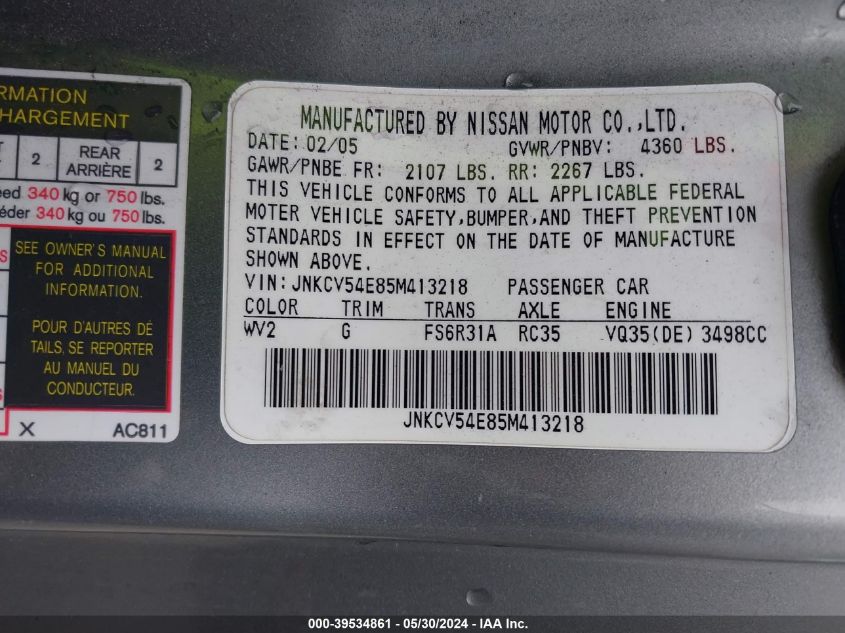 RMATION
HARGEMENT
2
REAR
ARRIÈRE
2
340 kg or 750 lbs.
340 kg ou 750 lbs.
SEE OWNER'S MANUAL
FOR ADDITIONAL
INFORMATION.
POUR D'AUTRES DÉ
TAILS, SE REPORTER
AU MANUEL DU
CONDUCTEUR.
X AC811
MANUFACTURED BY NISSAN MOTOR CO.,LTD.
DATE: 02/05 GVWR/PNBV: 4360 LBS.
GAWR/PNBE FR: 2107 LBS. RR: 2267 LBS.
THIS VEHICLE CONFORMS TO ALL APPLICABLE FEDERAL
MOTER VEHICLE SAFETY,BUMPER,AND THEFT PREVENTION
STANDARDS IN EFFECT ON THE DATE OF MANUFACTURE
SHOWN ABOVE.
VIN: JNKCV54E85M413218 PASSENGER CAR
COLOR TRIM TRANS AXLE ENGINE
WV2 G FS6R31A RC35 VQ35(DE) 3498CC
JNKCV54E85M413218
000-39534861 - 05/30/2024 - IAA Inc.